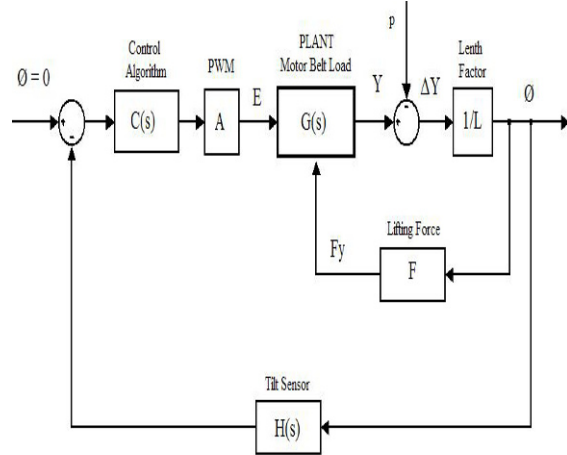 Control
Algorithm
PWM
PLANT
Motor Belt Load
p
Lenth
Factor
Ø = 0
C(s)
A
E
G(s)
Y
ΔY
1/L
Ø
+
-
+
-
Lifting Force
Fy
F
Tilt Sensor
H(s)